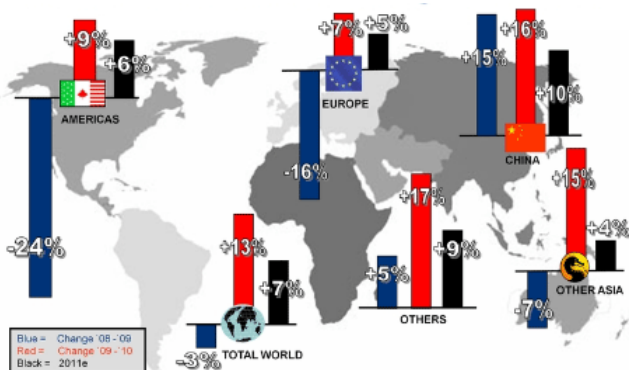 +9%
+6%
AMERICAS
-24%
+7%
+5%
EUROPE
-16%
+15%
+16%
+10%
CHINA
+15%
+4%
OTHER ASIA
-7%
+17%
+5%
+9%
OTHERS
+13%
+7%
TOTAL WORLD
-3%
Blue = Change ´08 -´09
Red = Change ´09 -´10
Black = 2011e